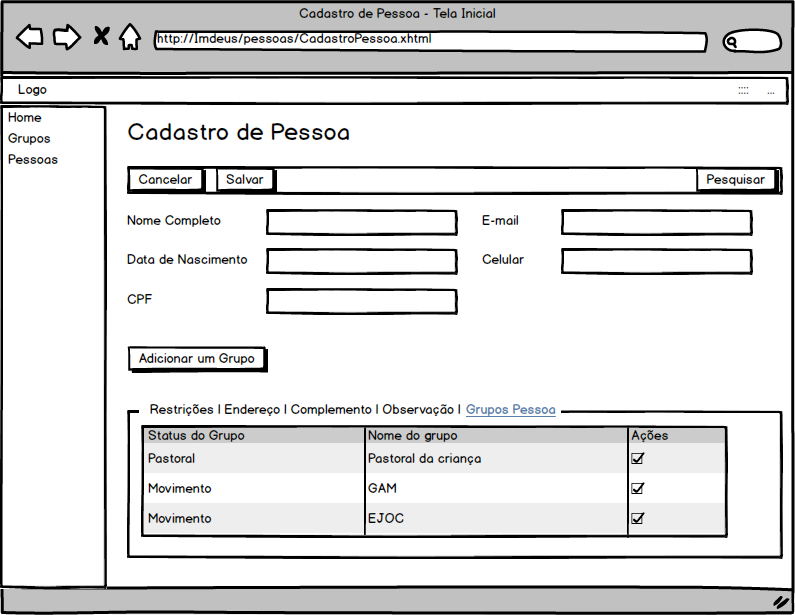 Cadastro de Pessoa - Tela Inicial
http://Imdeus/pessoas/CadastroPessoa.xhtml
Logo
:::: ...
Home
Grupos
Pessoas
Cadastro de Pessoa
Cancelar Salvar Pesquisar
Nome Completo E-mail
Data de Nascimento Celular
CPF
Adicionar um Grupo
Restrições | Endereço | Complemento | Observação | Grupos Pessoa
Status do Grupo Nome do grupo Ações
Pastoral Pastoral da criança
Movimento GAM
Movimento EJOC